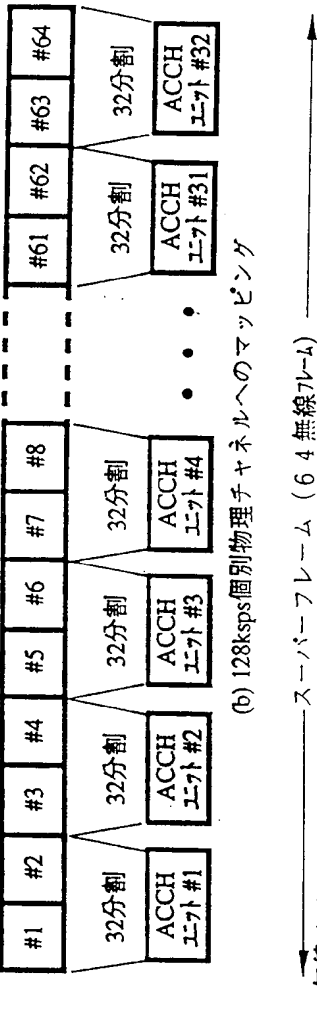 #1 #2 #3 #4 #5 #6 #7 #8 #61 #62 #63 #64
32分割 32分割 32分割 32分割 32分割 32分割
ACCH ACCH ACCH ACCH ACCH ACCH
ユニット#1 ユニット#2 ユニット#3 ユニット#4 ユニット#31 ユニット#32
(b) 128ksps個別物理チャネルへのマッピング
スーパーフレーム (64無線フレーム)